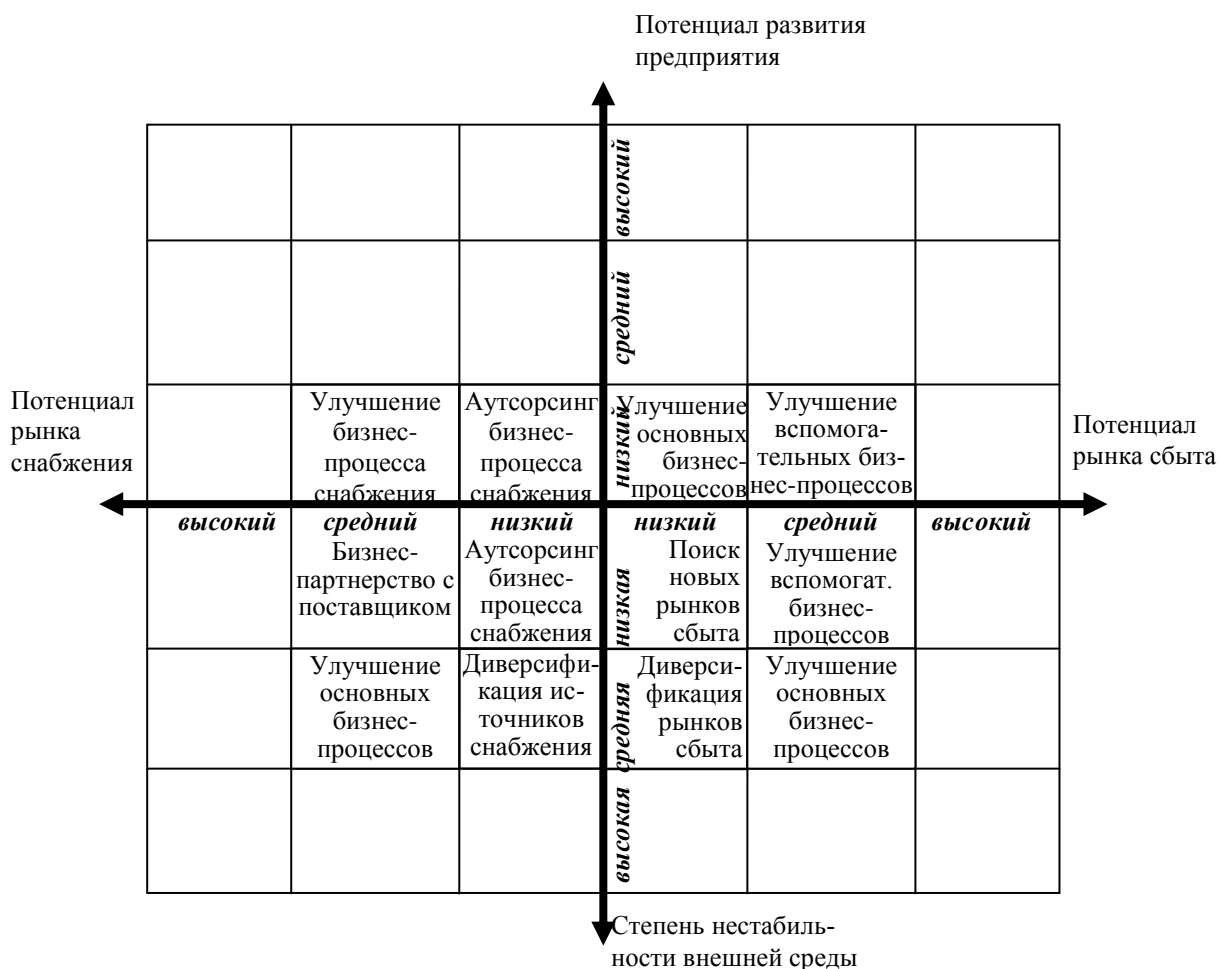 Потенциал развития
предприятия
высокий
средний
Потенциал
рынка
снабжения
Улучшение
бизнес-
процесса
снабжения
Аутсорсинг
бизнес-
процесса
снабжения
низкий
Улучшение
основных
бизнес-
процессов
Улучшение
вспомога-
тельных биз-
нес-процессов
Потенциал
рынка сбыта
высокий средний низкий низкий средний высокий
Бизнес-
партнерство с
поставщиком
Аутсорсинг
бизнес-
процесса
снабжения
низкая
Поиск
новых
рынков
сбыта
Улучшение
вспомогат.
бизнес-
процессов
Улучшение
основных
бизнес-
процессов
Диверсифи-
кация ис-
точников
снабжения
средняя
Диверси-
фикация
рынков
сбыта
Улучшение
основных
бизнес-
процессов
высокая
Степень нестабиль-
ности внешней среды